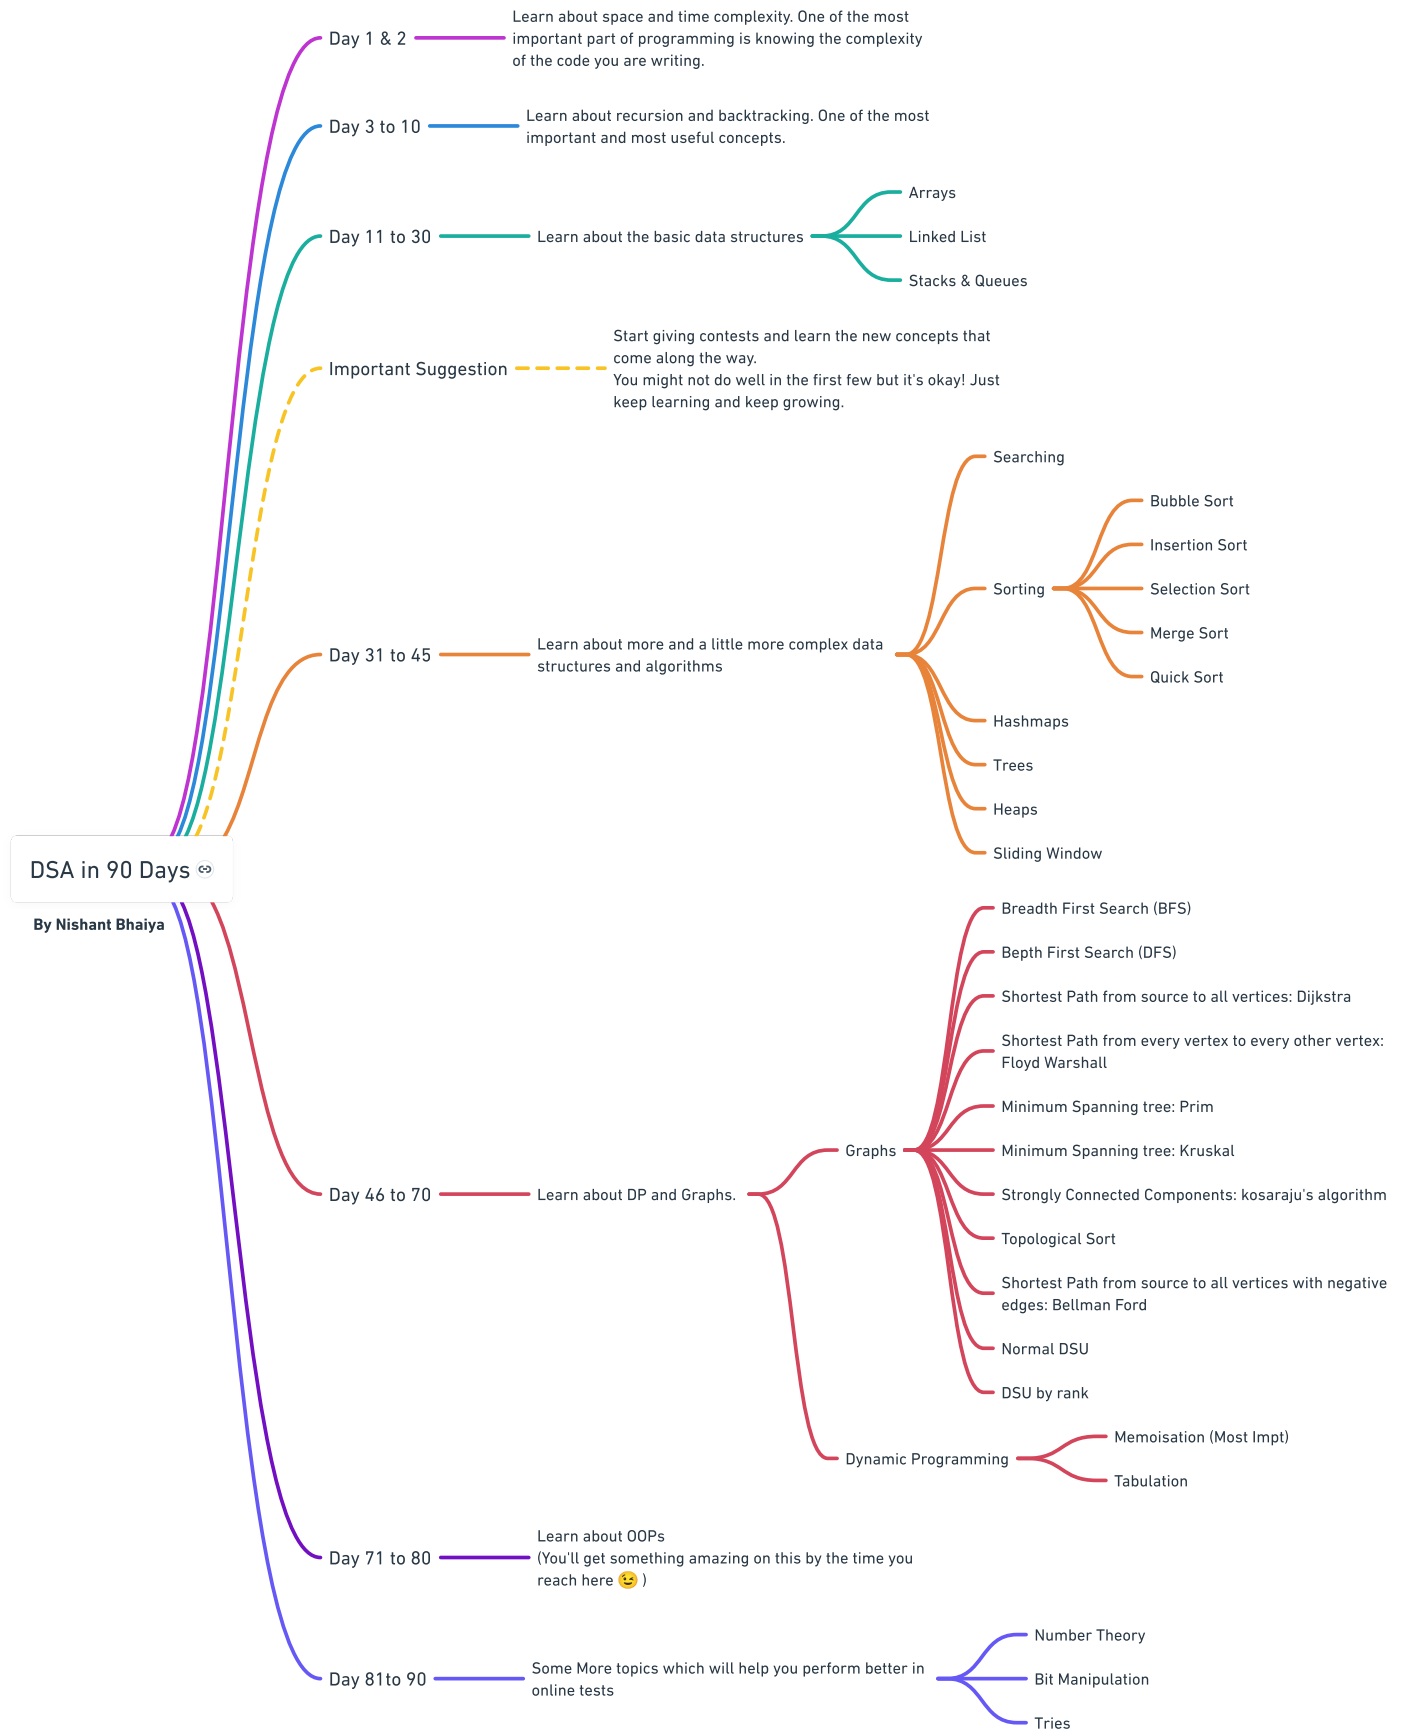 Day 1 & 2
Learn about space and time complexity. One of the most
important part of programming is knowing the complexity
of the code you are writing.
Day 3 to 10
Learn about recursion and backtracking. One of the most
important and most useful concepts.
Day 11 to 30
Learn about the basic data structures
Arrays
Linked List
Stacks & Queues
Important Suggestion
Start giving contests and learn the new concepts that
come along the way.
You might not do well in the first few but it's okay! Just
keep learning and keep growing.
Day 31 to 45
Learn about more and a little more complex data
structures and algorithms
Searching
Sorting
Bubble Sort
Insertion Sort
Selection Sort
Merge Sort
Quick Sort
Hashmaps
Trees
Heaps
Sliding Window
DSA in 90 Days
By Nishant Bhaiya
Day 46 to 70
Learn about DP and Graphs.
Graphs
Breadth First Search (BFS)
Bepth First Search (DFS)
Shortest Path from source to all vertices: Dijkstra
Shortest Path from every vertex to every other vertex:
Floyd Warshall
Minimum Spanning tree: Prim
Minimum Spanning tree: Kruskal
Strongly Connected Components: kosaraju's algorithm
Topological Sort
Shortest Path from source to all vertices with negative
edges: Bellman Ford
Normal DSU
DSU by rank
Dynamic Programming
Memoisation (Most Impt)
Tabulation
Day 71 to 80
Learn about OOPs
(You'll get something amazing on this by the time you
reach here 😉 )
Day 81to 90
Some More topics which will help you perform better in
online tests
Number Theory
Bit Manipulation
Tries